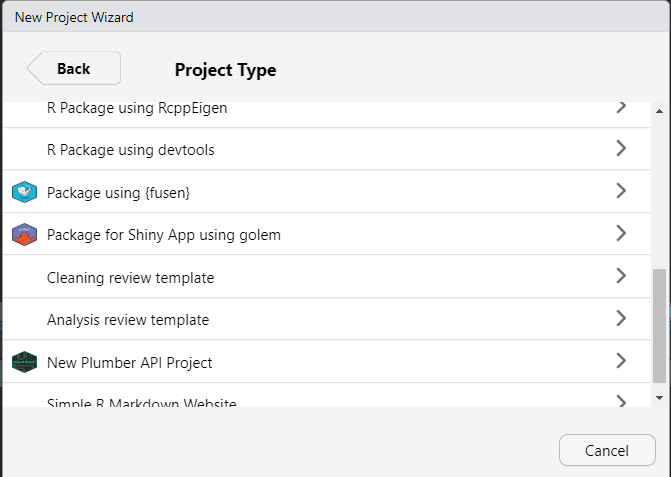 New Project Wizard
Back
Project Type
R Package using RcppEigen
R Package using devtools
Package using {fusen}
Package for Shiny App using golem
Cleaning review template
Analysis review template
New Plumber API Project
Simple R Markdown Website
Cancel